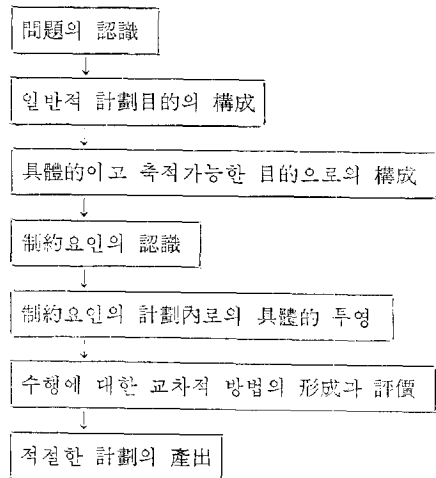 問題의 認識
일반적 計劃目的의 構成
具體的이고 축적가능한 目的으로의 構成
制約요인의 認識
制約요인의 計劃內로의 具體的 투영
수행에 대한 교차적 방법의 形成과 評價
적절한 計劃의 產出